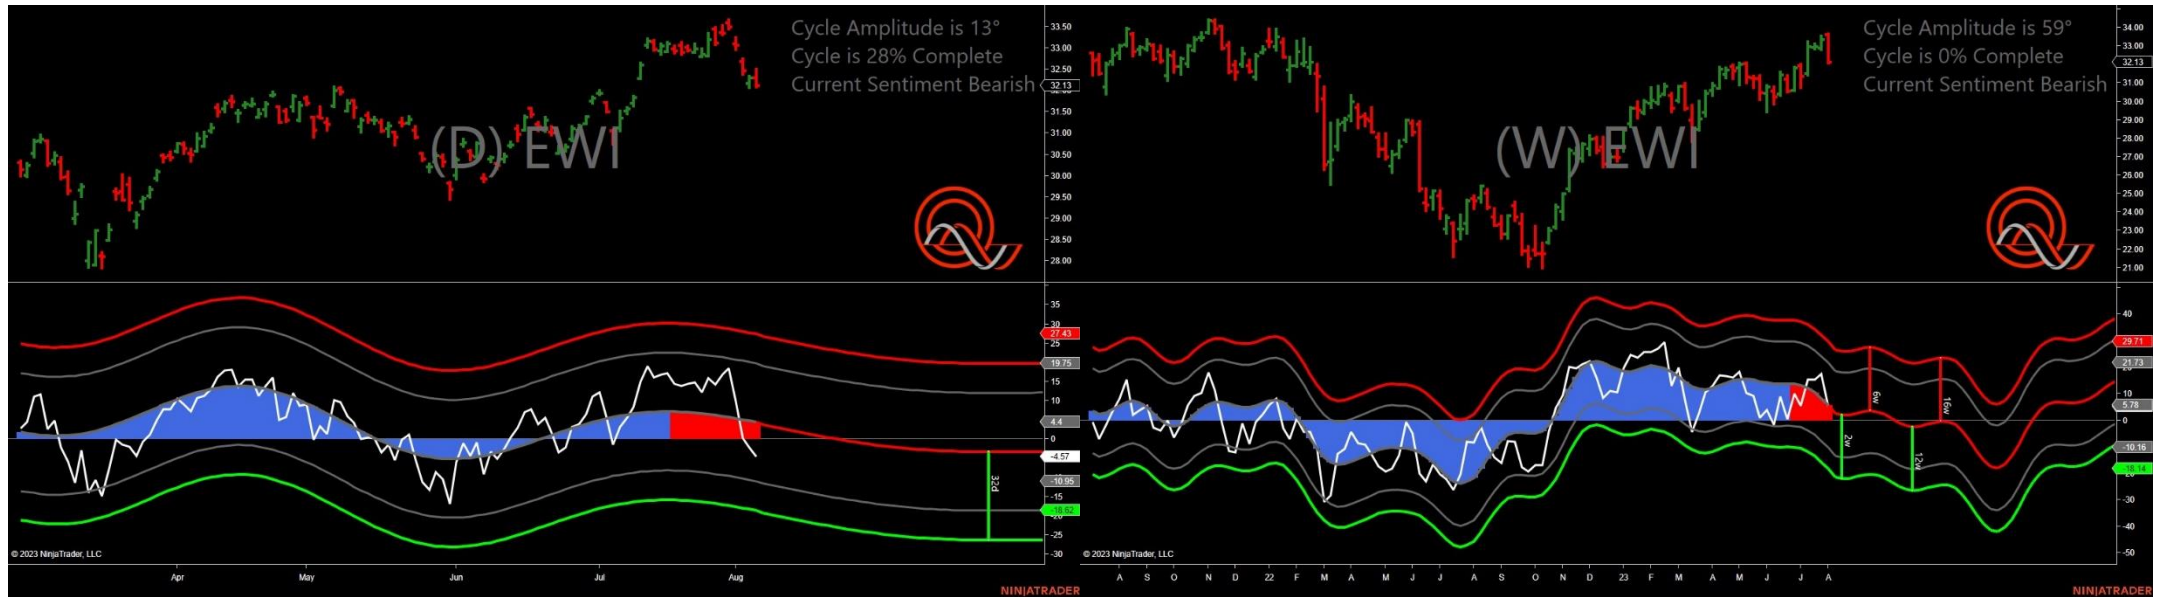 Cycle Amplitude is 13°
Cycle is 28% Complete
Current Sentiment Bearish
(D) EWI
33.50
33.00
32.50
32.13
32.00
31.50
31.00
30.50
30.00
29.50
29.00
28.50
28.00
35
30
27.43
25
19.75
15
10
4.4
0
-4.57
-10.95
-15
-18.62
-25
-30
32d
© 2023 NinjaTrader, LLC
Apr May Jun Jul Aug
NINJATRADER
Cycle Amplitude is 59°
Cycle is 0% Complete
Current Sentiment Bearish
(W) EWI
34.00
33.00
32.13
31.00
30.00
29.00
28.00
27.00
26.00
25.00
24.00
23.00
22.00
21.00
40
29.71
21.73
10
5.78
0
-10.16
-18.14
-30
-40
-50
2w
6w
12w
16w
© 2023 NinjaTrader, LLC
A S O N D 22 F M A M J J A S O N D 23 F M A M J J A
NINJATRADER